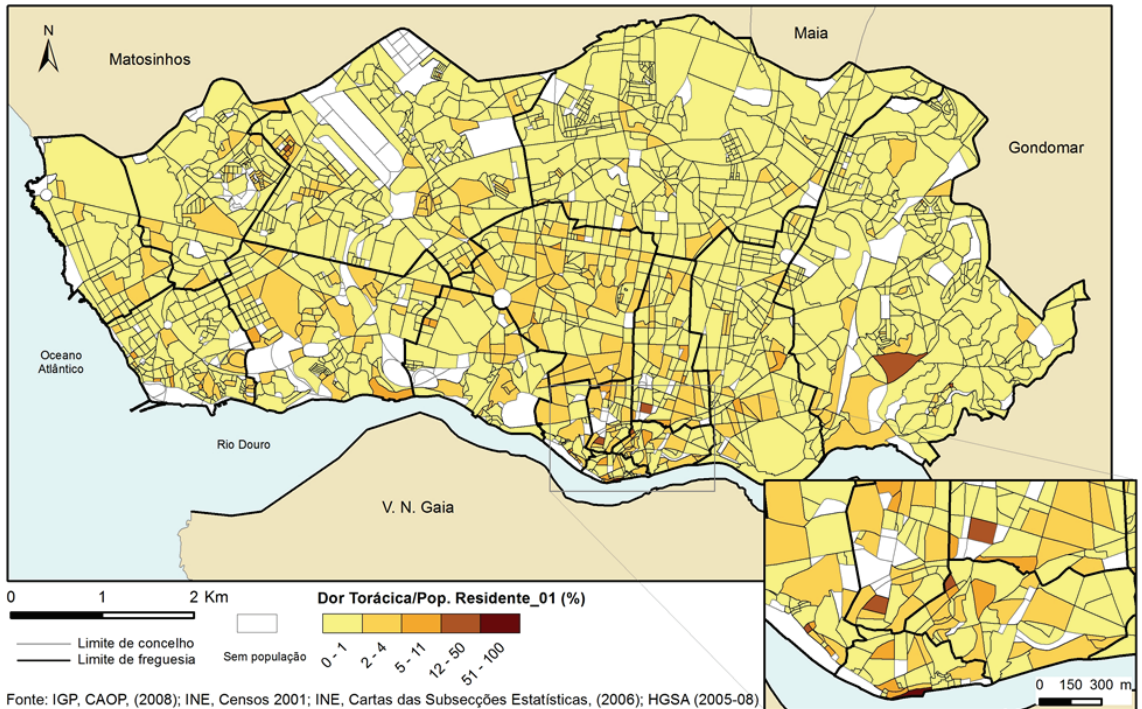 N
Matosinhos
Maia
Gondomar
Oceano
Atlântico
Rio Douro
V. N. Gaia
0 1 2 Km
Limite de concelho
Limite de freguesia
Sem população
Dor Torácica/Pop. Residente_01 (%)
0 - 1
2 - 4
5 - 11
12 - 50
51 - 100
0 150 300 m
Fonte: IGP, CAOP, (2008); INE, Censos 2001; INE, Cartas das Subsecções Estatísticas, (2006); HGSA (2005-08)